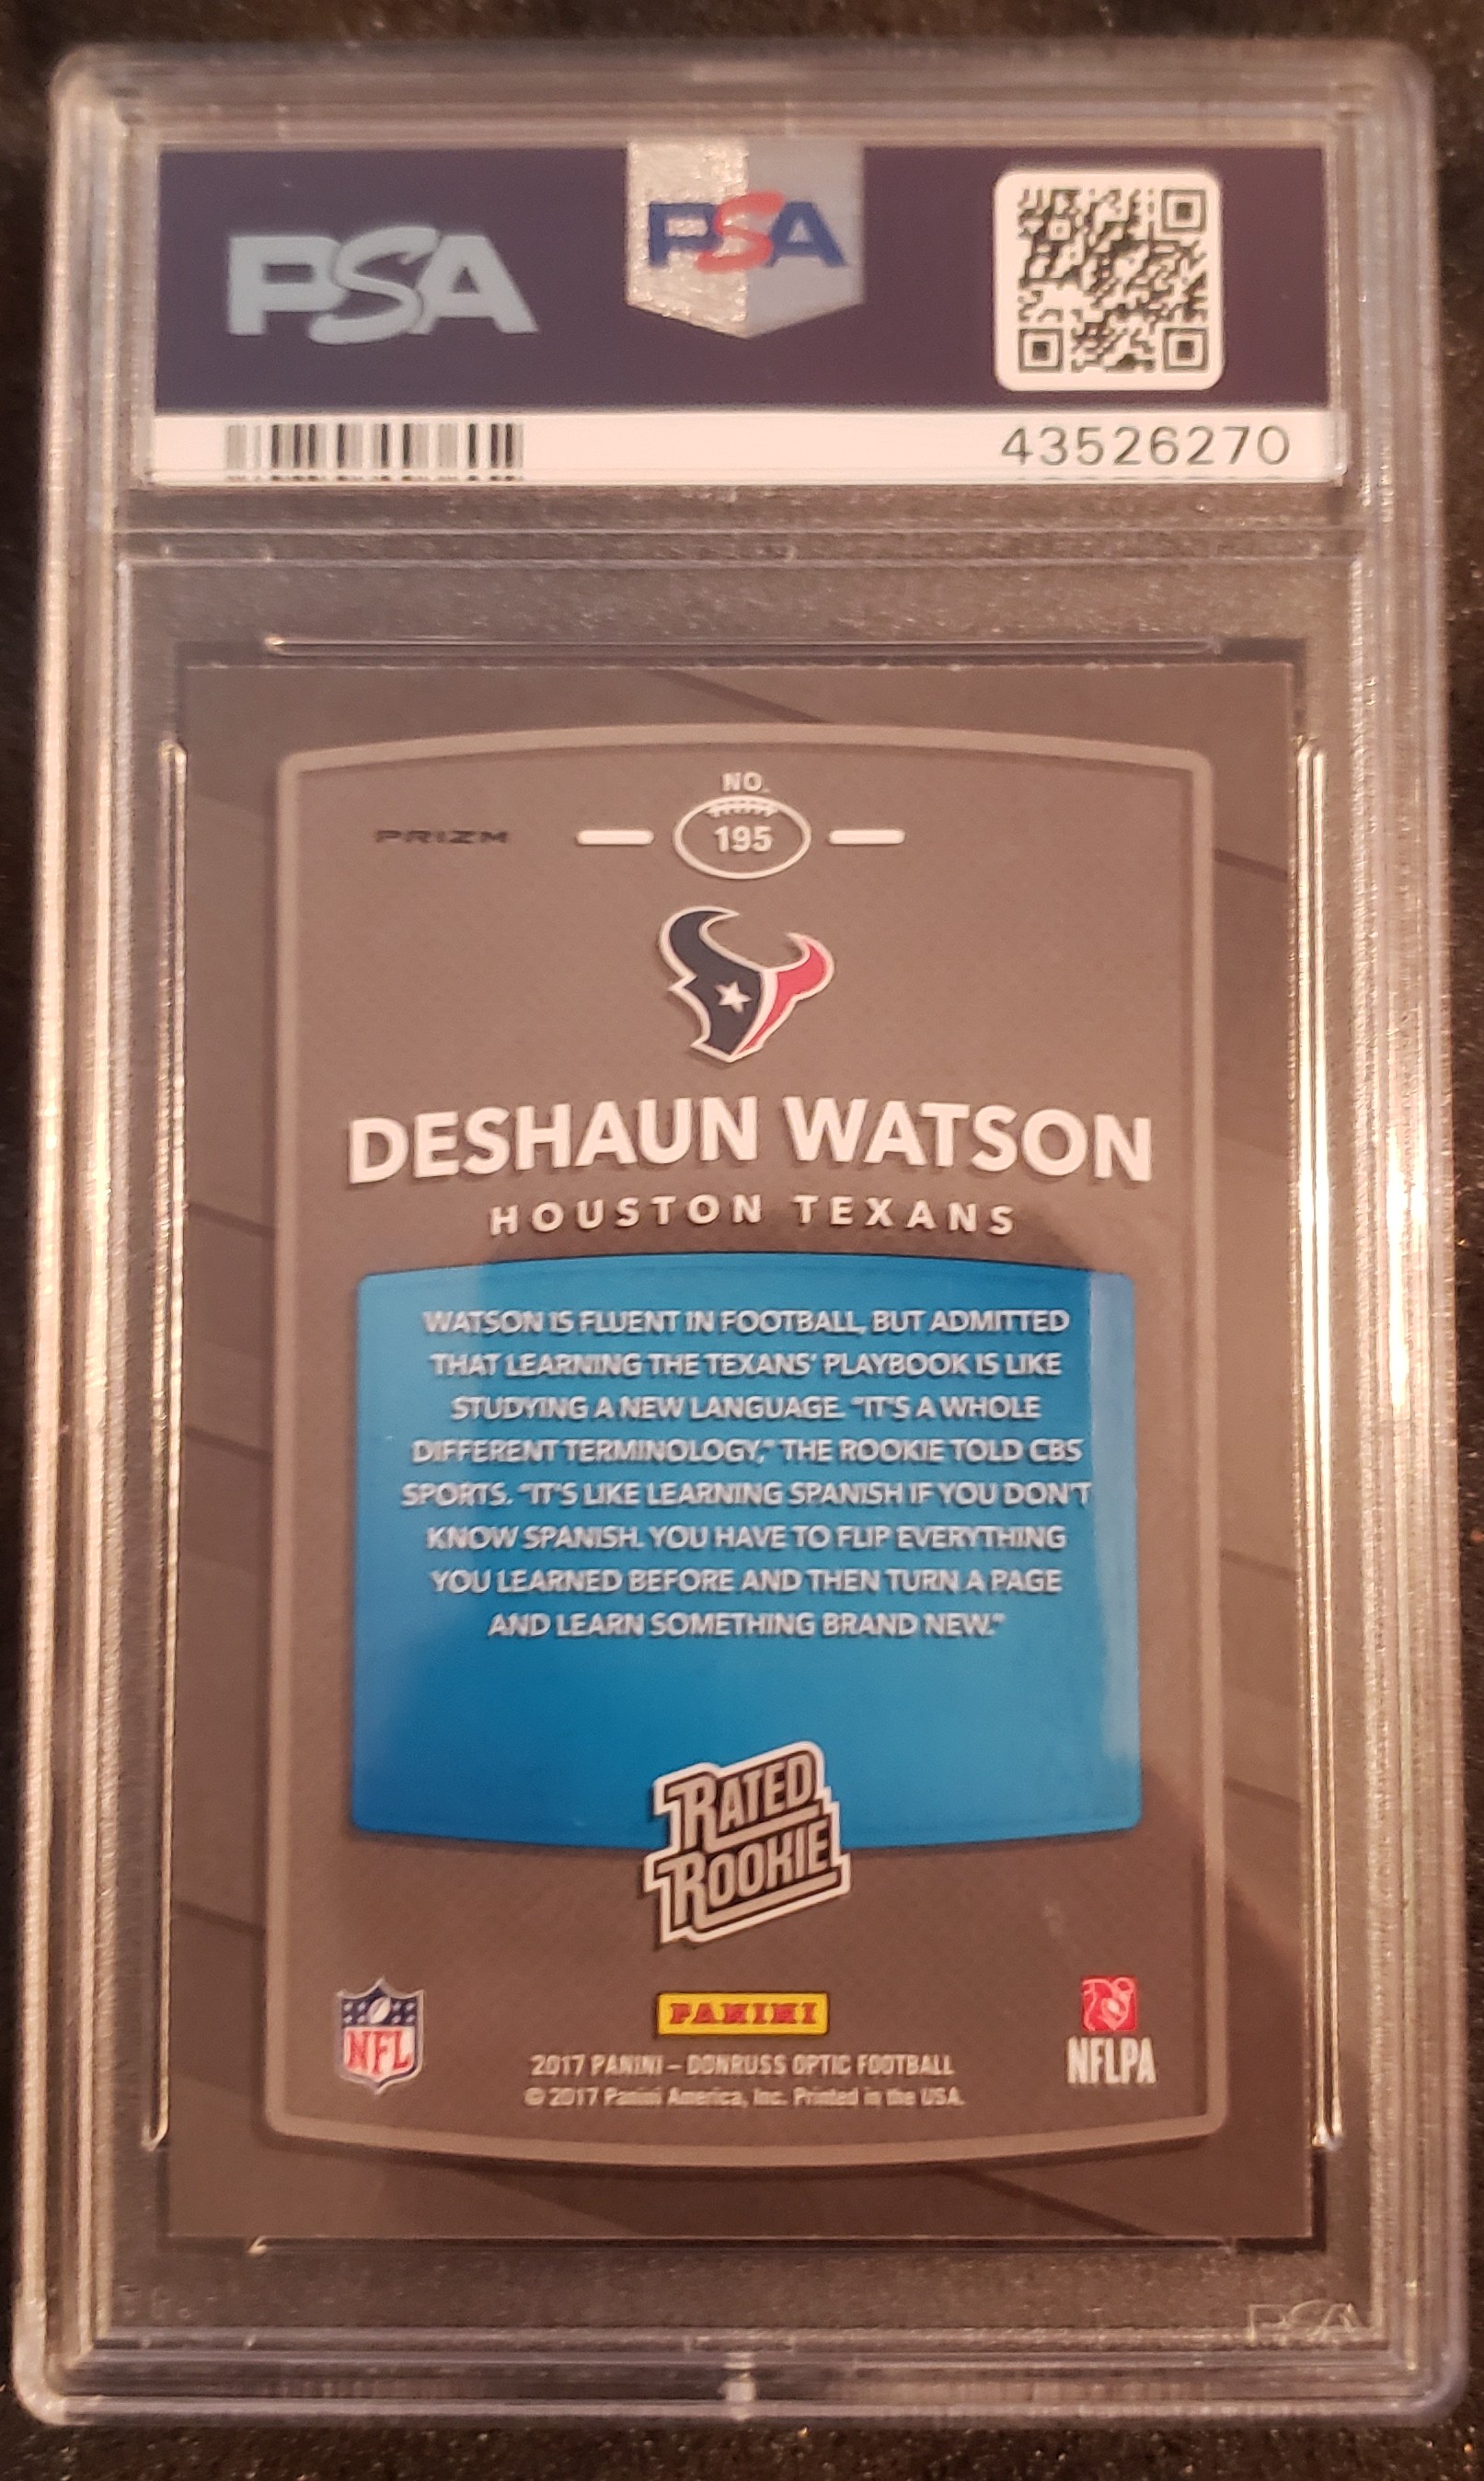 PSA
PSA
43526270
NO.
195
PRIZM
DESHAUN WATSON
HOUSTON TEXANS
WATSON IS FLUENT IN FOOTBALL, BUT ADMITTED
THAT LEARNING THE TEXANS' PLAYBOOK IS LIKE
STUDYING A NEW LANGUAGE. "IT'S A WHOLE
DIFFERENT TERMINOLOGY," THE ROOKIE TOLD CBS
SPORTS. "IT'S LIKE LEARNING SPANISH IF YOU DON'T
KNOW SPANISH. YOU HAVE TO FLIP EVERYTHING
YOU LEARNED BEFORE AND THEN TURN A PAGE
AND LEARN SOMETHING BRAND NEW."
RATED
ROOKIE
NFL
PANINI
NFLPA
2017 PANINI – DONRUSS OPTIC FOOTBALL
© 2017 Panini America, Inc. Printed in the USA.
PSA